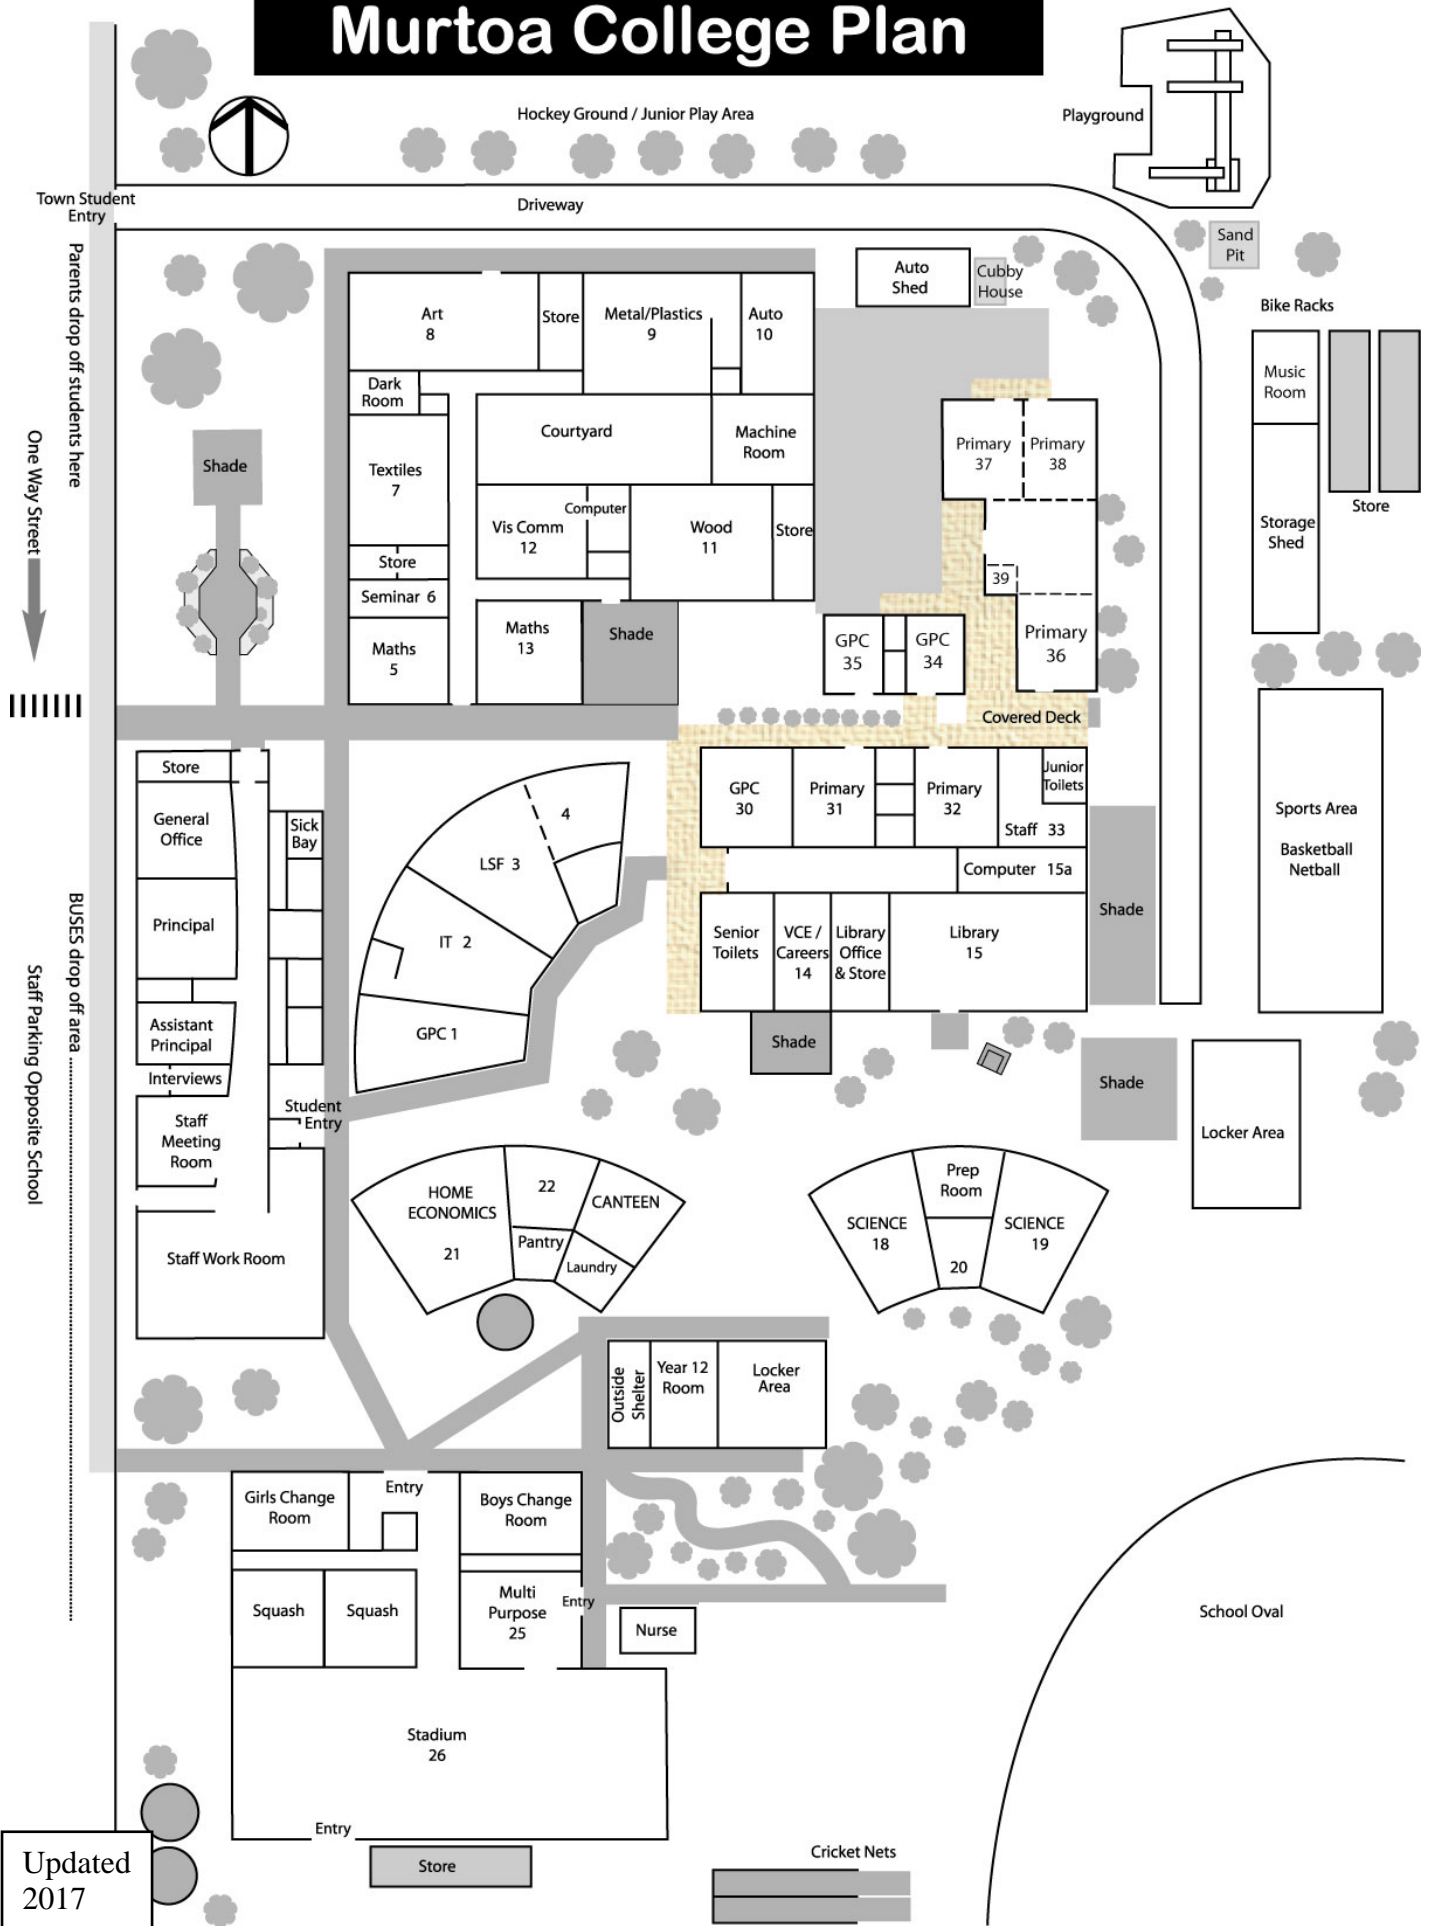 Murtoa College Plan
Hockey Ground / Junior Play Area
Playground
Town Student
Entry
Driveway
Sand
Pit
Parents drop off students here
One Way Street
Auto
Shed
Cubby
House
Bike Racks
Art
8
Store
Metal/Plastics
9
Auto
10
Dark
Room
Courtyard
Machine
Room
Music
Room
Primary
37
Primary
38
Shade
Textiles
7
Computer
Vis Comm
12
Wood
11
Store
Store
Storage
Shed
Store
39
Seminar 6
Maths
5
Maths
13
Shade
GPC
35
GPC
34
Primary
36
Covered Deck
Store
General
Office
Sick
Bay
4
LSF 3
GPC
30
Primary
31
Primary
32
Junior
Toilets
Staff 33
Computer 15a
Sports Area
Basketball
Netball
BUSES drop off area
Staff Parking Opposite School
Principal
IT 2
Senior
Toilets
VCE /
Careers
14
Library
Office
& Store
Library
15
Shade
Assistant
Principal
GPC 1
Shade
Interviews
Shade
Student
Entry
Staff
Meeting
Room
Locker Area
HOME
ECONOMICS
21
22
CANTEEN
Pantry
Laundry
Prep
Room
SCIENCE
18
SCIENCE
19
20
Staff Work Room
Outside
Shelter
Year 12
Room
Locker
Area
Girls Change
Room
Entry
Boys Change
Room
Squash
Squash
Multi
Purpose
25
Entry
Nurse
School Oval
Stadium
26
Entry
Store
Cricket Nets
Updated
2017